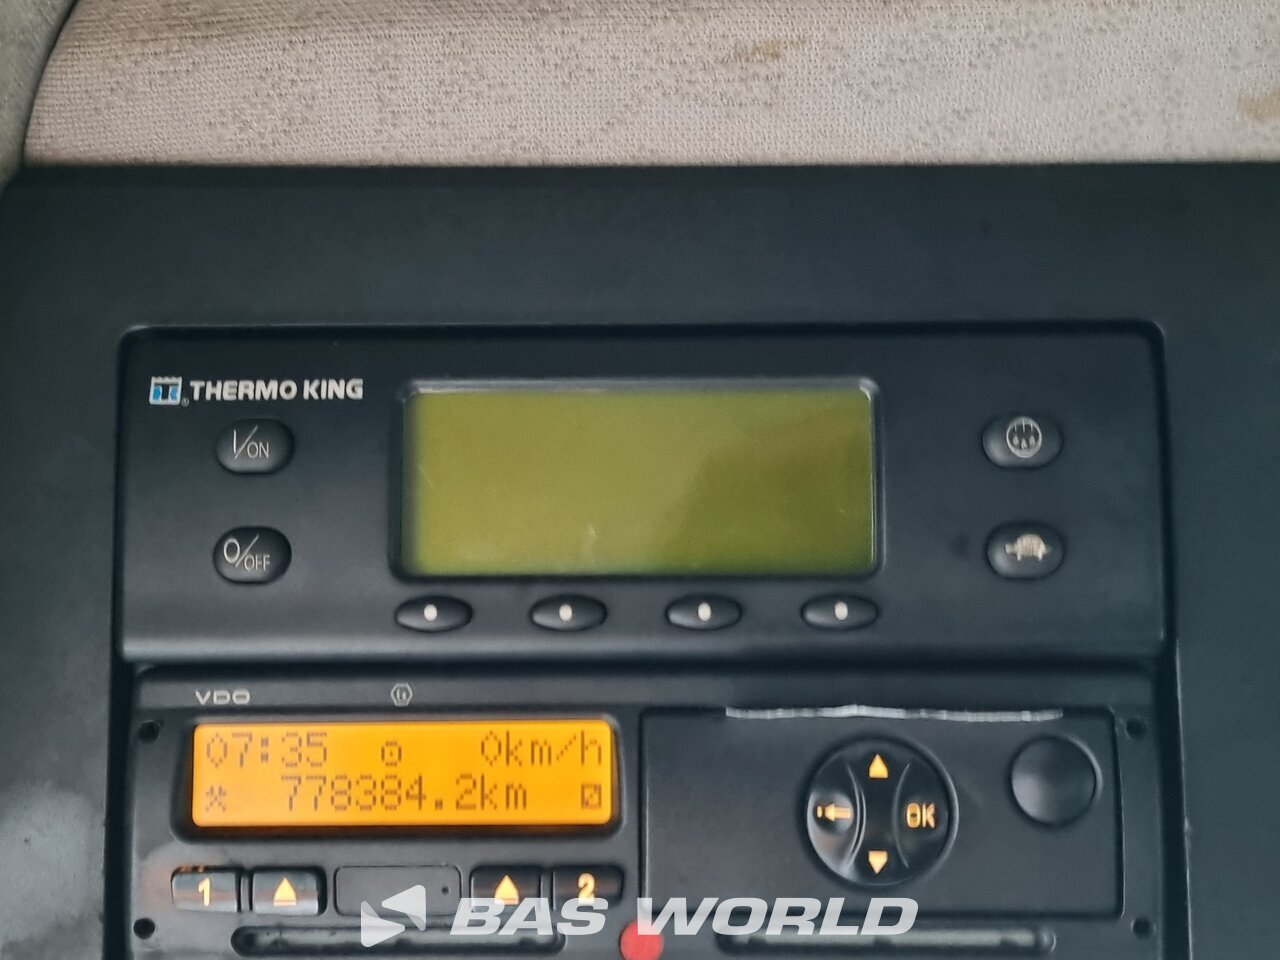 THERMO KING
I/ON
O/OFF
VDO
07:35 0km/h
778384.2km
OK
1 2
BAS WORLD